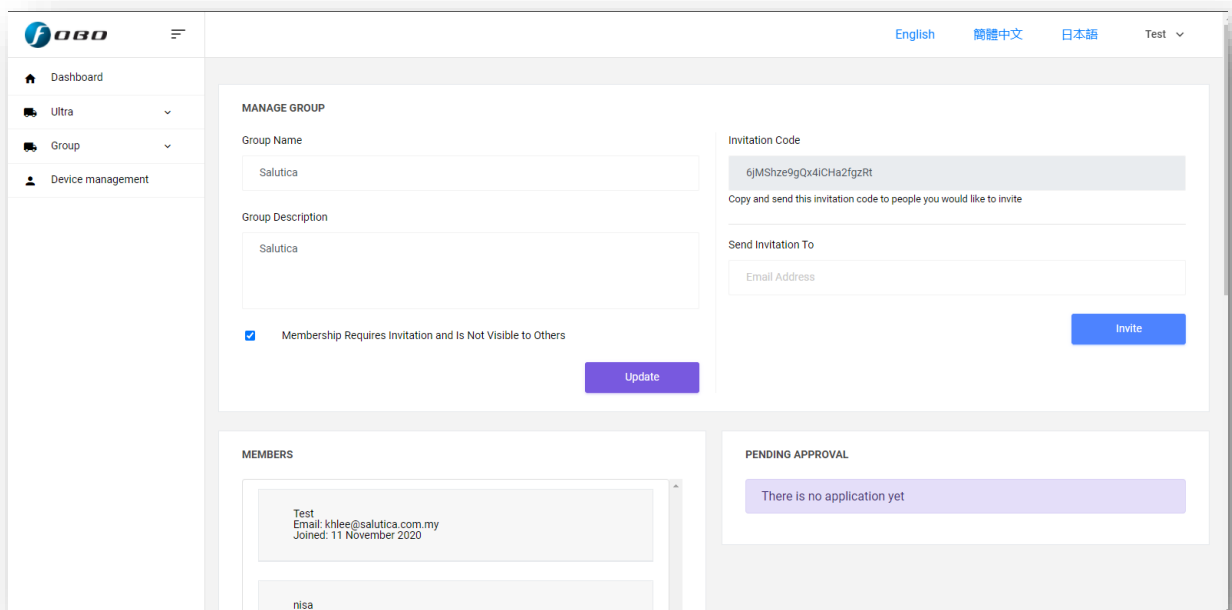 FOBO
English 簡體中文 日本語 Test
Dashboard
Ultra
Group
Device management
MANAGE GROUP
Group Name
Salutica
Group Description
Salutica
Membership Requires Invitation and Is Not Visible to Others
Update
Invitation Code
6jMShze9gQx4iCHa2fgzRt
Copy and send this invitation code to people you would like to invite
Send Invitation To
Email Address
Invite
MEMBERS
Test
Email: khlee@salutica.com.my
Joined: 11 November 2020
nisa
PENDING APPROVAL
There is no application yet